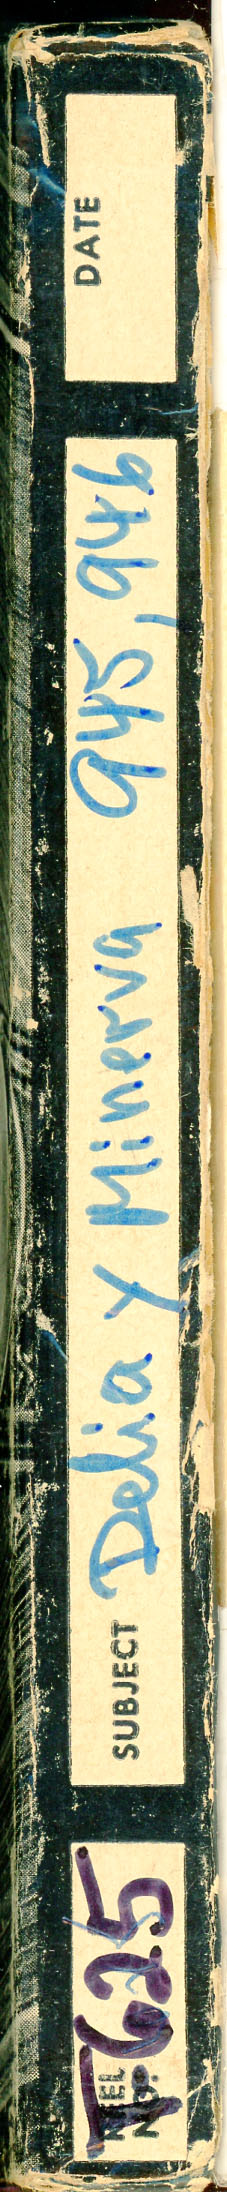 REEL NO. T625
SUBJECT Delia y Minerva 945, 946
DATE